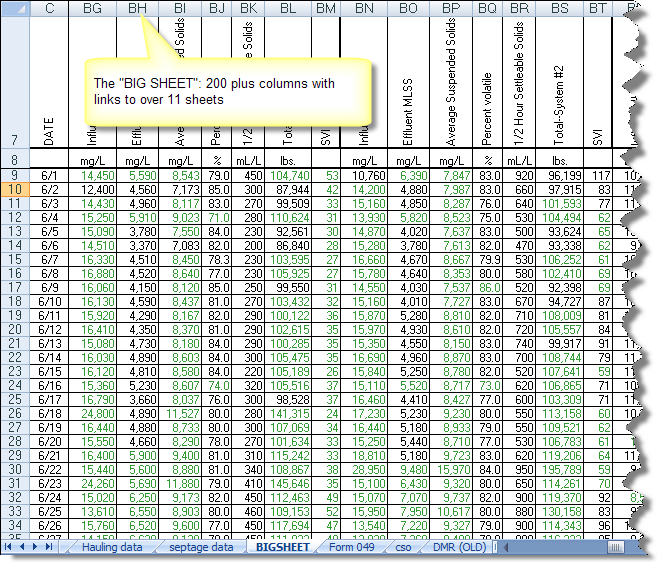 C BG BH BI BJ BK BL BM BN BO BP BQ BR BS BT
The "BIG SHEET": 200 plus columns with
links to over 11 sheets
7 DATE SVI Effluent MLSS Average Suspended Solids Percent volatile 1/2 Hour Settleable Solids Total-System #2 SVI
8 mg/L mg/L mg/L % mL/L lbs. mg/L mg/L mg/L % mL/L lbs.
9 6/1 14,450 5,590 8,543 79.0 450 104,740 53 10,760 6,390 7,847 83.0 920 96,199 117
10 6/2 12,400 4,560 7,173 85.0 300 87,944 42 14,200 4,880 7,987 83.0 660 97,915 83
11 6/3 14,430 4,960 8,117 83.0 270 99,509 33 15,160 4,850 8,287 76.0 640 101,593 77
12 6/4 15,250 5,910 9,023 71.0 280 110,624 31 13,930 5,820 8,523 75.0 530 104,494 62
13 6/5 15,090 3,780 7,550 84.0 230 92,561 30 14,870 4,020 7,637 83.0 500 93,624 65
14 6/6 14,510 3,370 7,083 82.0 200 86,840 28 15,280 3,780 7,613 82.0 470 93,338 62
15 6/7 16,330 4,510 8,450 78.3 230 103,595 27 16,660 4,670 8,667 79.9 530 106,252 61
16 6/8 16,880 4,520 8,640 77.0 230 105,925 27 15,780 4,640 8,353 80.0 580 102,410 69
17 6/9 16,060 4,150 8,120 85.0 250 99,550 31 14,550 4,030 7,537 86.0 520 92,398 69
18 6/10 16,130 4,590 8,437 81.0 270 103,432 32 15,160 4,010 7,727 83.0 670 94,727 87
19 6/11 15,920 4,290 8,167 82.0 290 100,122 36 15,870 5,280 8,810 82.0 710 108,009 81
20 6/12 16,410 4,350 8,370 81.0 290 102,615 35 15,970 4,930 8,610 82.0 720 105,557 84
21 6/13 15,080 4,730 8,180 84.0 290 100,285 35 14,350 5,550 8,150 83.0 740 99,917 91
22 6/14 16,030 4,890 8,603 84.0 300 105,475 35 16,690 4,960 8,870 83.0 700 108,744 79
23 6/15 16,120 4,810 8,580 84.0 220 105,189 26 15,840 5,250 8,780 82.0 520 107,641 59
24 6/16 15,360 5,230 8,607 74.0 320 105,516 37 15,110 5,520 8,717 73.0 620 106,865 71
25 6/17 16,790 3,660 8,037 76.0 300 98,528 37 16,460 4,410 8,427 77.0 600 103,309 71
26 6/18 24,800 4,890 11,527 80.0 280 141,315 24 17,230 5,230 9,230 80.0 550 113,158 60
27 6/19 16,440 4,880 8,733 80.0 300 107,069 34 16,440 5,180 8,933 79.0 550 109,521 62
28 6/20 15,550 4,660 8,290 78.0 270 101,634 33 15,250 5,440 8,710 77.0 530 106,783 61
29 6/21 16,400 5,900 9,400 81.0 310 115,242 33 18,810 5,180 9,723 83.0 620 119,206 64
30 6/22 15,440 5,600 8,880 81.0 340 108,867 38 28,950 9,480 15,970 84.0 950 195,789 59
31 6/23 24,260 5,690 11,880 79.0 410 145,646 35 15,100 6,430 9,320 80.0 650 114,261 70
32 6/24 15,020 6,250 9,173 82.0 450 112,463 49 15,070 7,070 9,737 82.0 900 119,370 92
33 6/25 13,610 6,550 8,903 80.0 460 109,153 52 15,950 7,950 10,617 80.0 880 130,158 83
34 6/26 15,760 6,520 9,600 77.0 450 117,694 47 13,540 7,220 9,327 79.0 900 114,343 96
Hauling data septage data BIGSHEET Form 049 cso DMR (OLD)